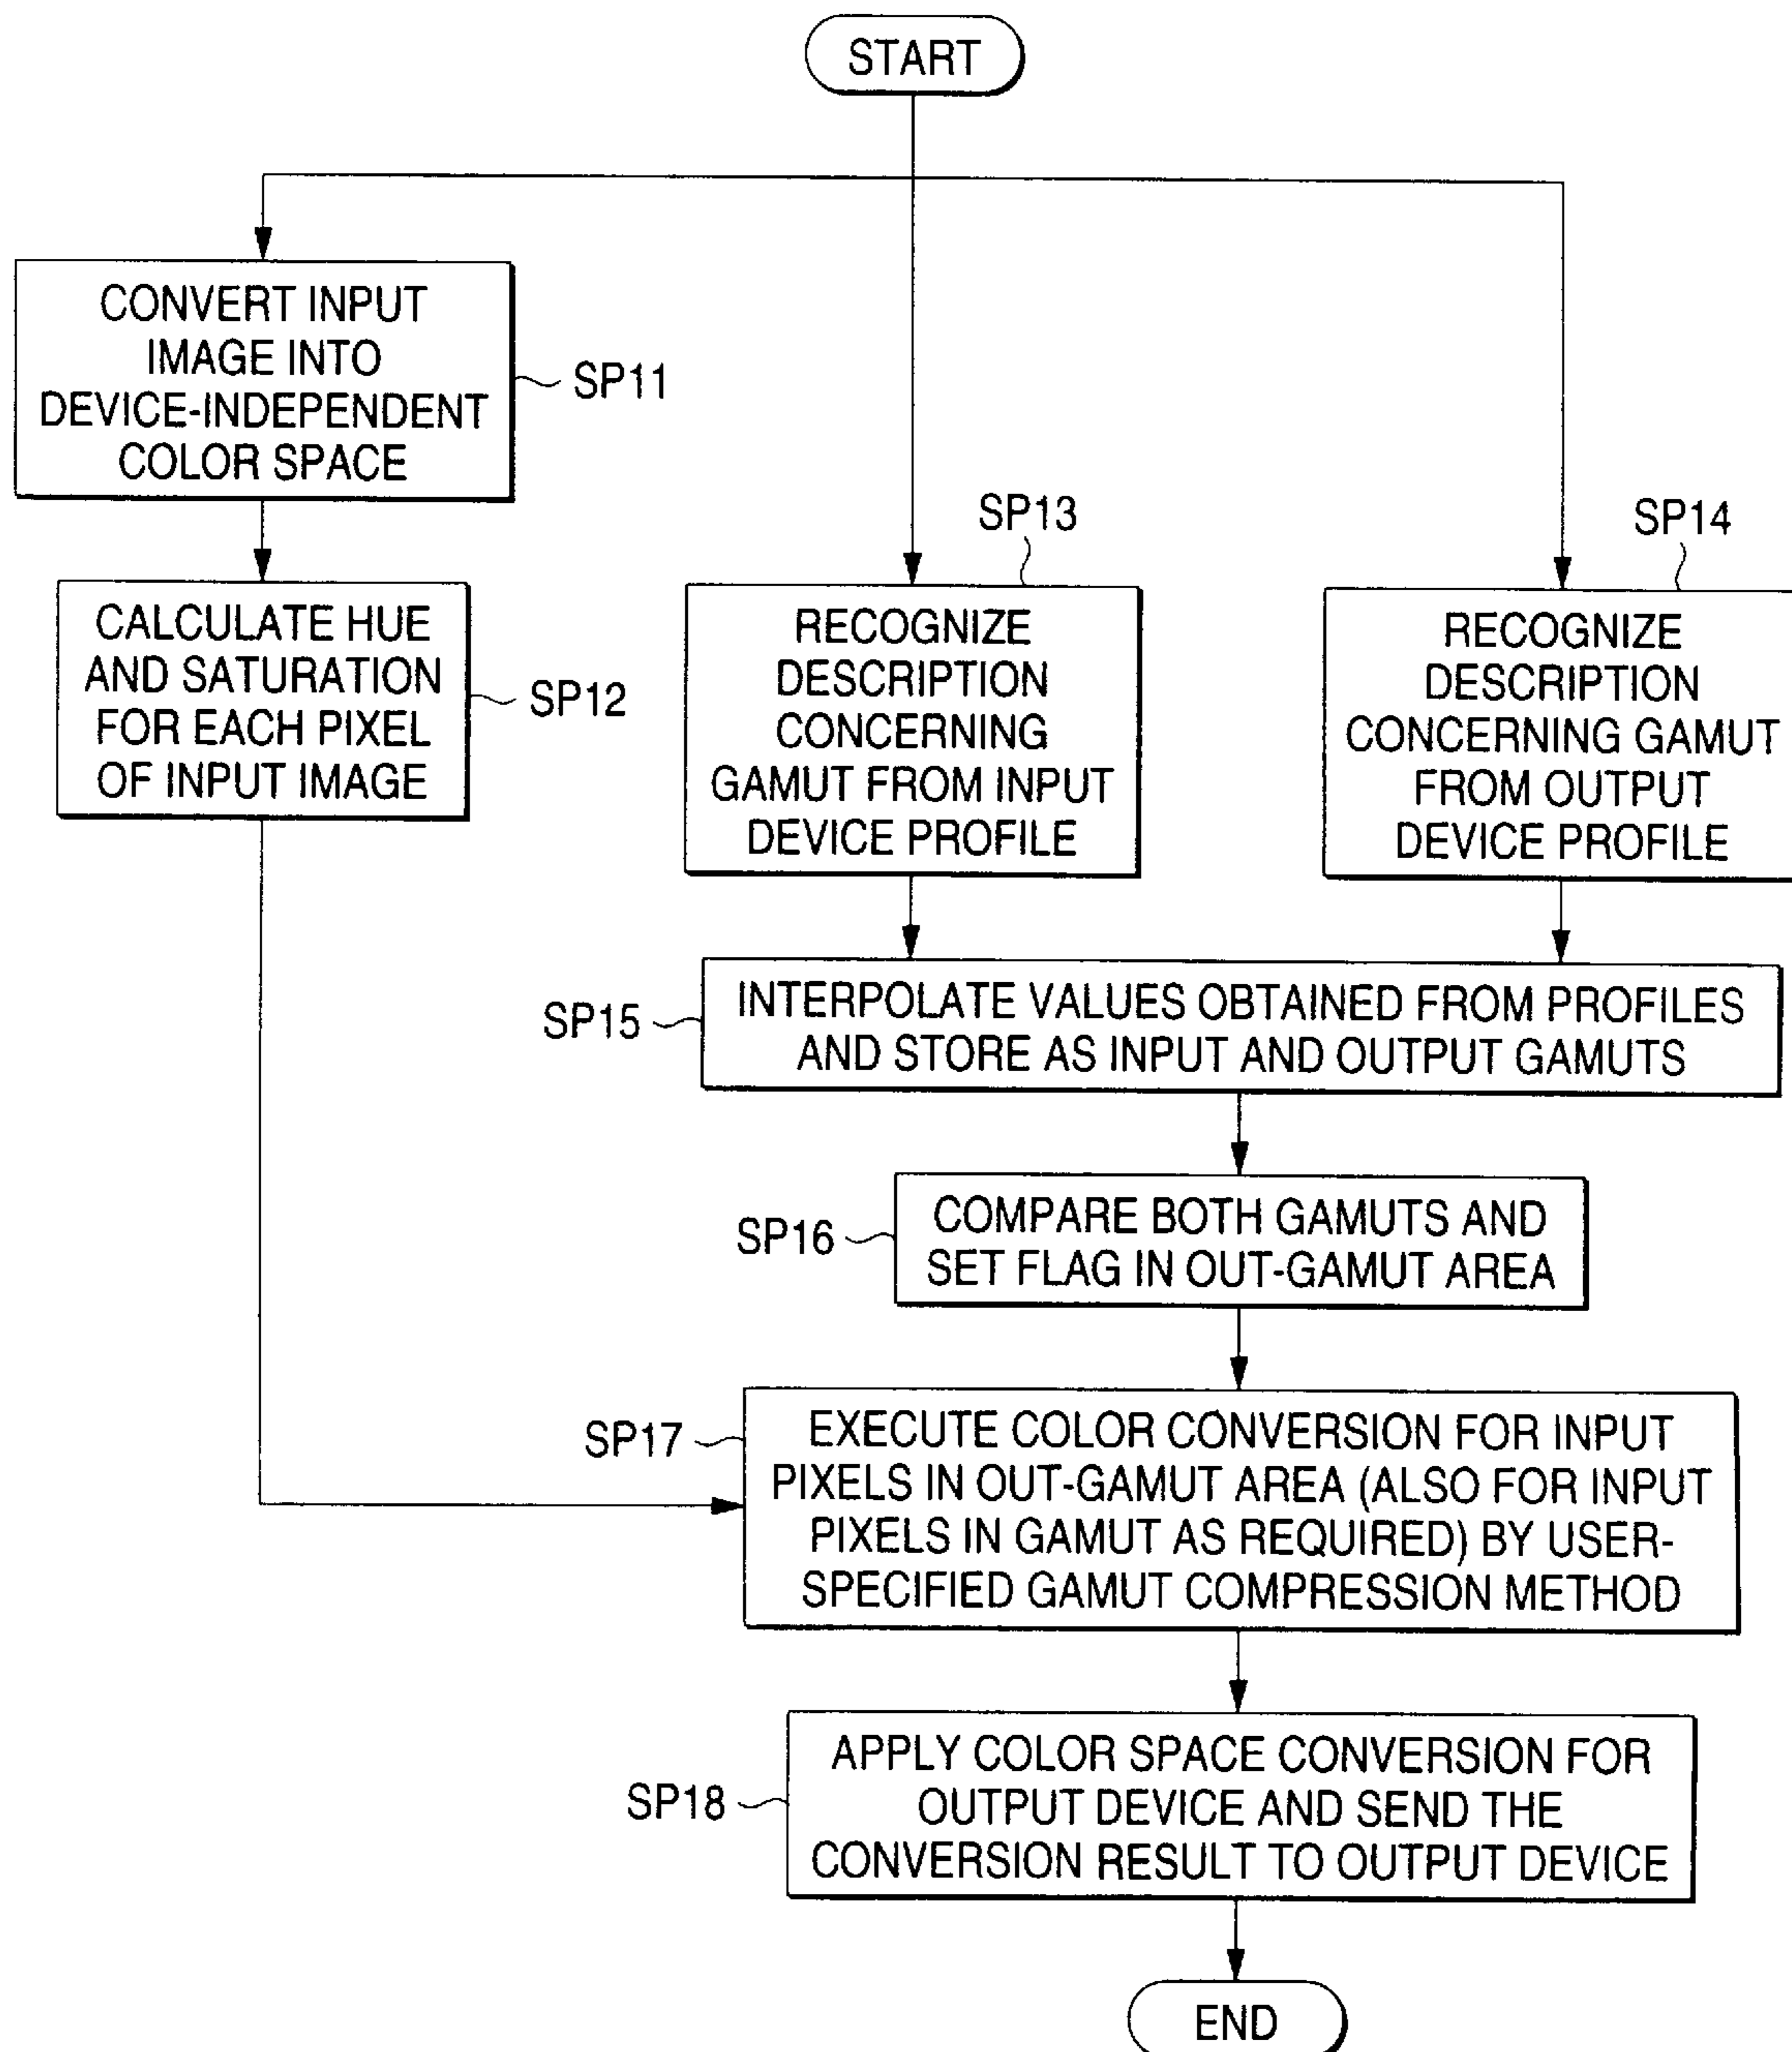 START
CONVERT INPUT
IMAGE INTO
DEVICE-INDEPENDENT
COLOR SPACE
SP11
CALCULATE HUE
AND SATURATION
FOR EACH PIXEL
OF INPUT IMAGE
SP12
SP13
RECOGNIZE
DESCRIPTION
CONCERNING
GAMUT FROM INPUT
DEVICE PROFILE
SP14
RECOGNIZE
DESCRIPTION
CONCERNING GAMUT
FROM OUTPUT
DEVICE PROFILE
SP15
INTERPOLATE VALUES OBTAINED FROM PROFILES
AND STORE AS INPUT AND OUTPUT GAMUTS
SP16
COMPARE BOTH GAMUTS AND
SET FLAG IN OUT-GAMUT AREA
SP17
EXECUTE COLOR CONVERSION FOR INPUT
PIXELS IN OUT-GAMUT AREA (ALSO FOR INPUT
PIXELS IN GAMUT AS REQUIRED) BY USER-
SPECIFIED GAMUT COMPRESSION METHOD
SP18
APPLY COLOR SPACE CONVERSION FOR
OUTPUT DEVICE AND SEND THE
CONVERSION RESULT TO OUTPUT DEVICE
END